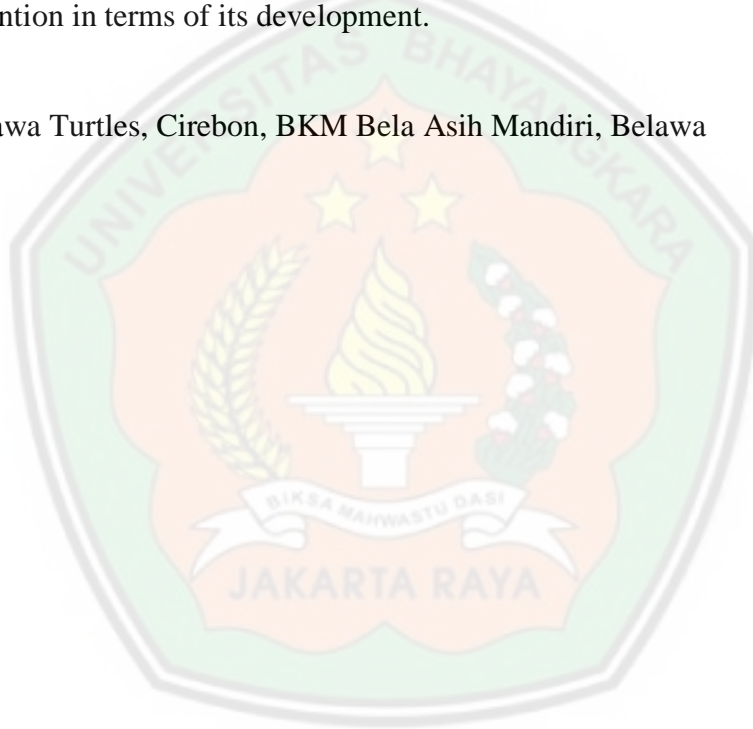 ntion in terms of its development.
awa Turtles, Cirebon, BKM Bela Asih Mandiri, Belawa
UNIVERSITAS BHAYANGKARA
BIKSA MAHWASTU DASI
JAKARTA RAYA